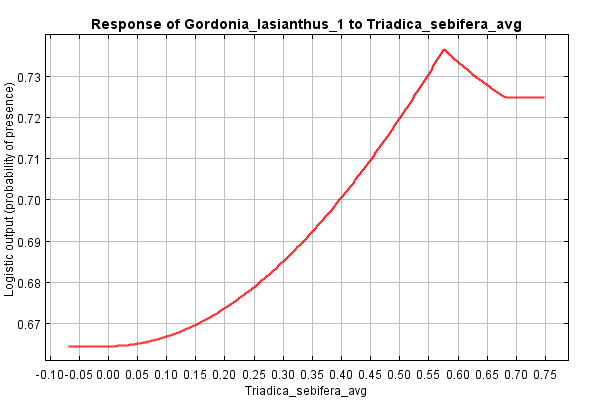 Response of Gordonia_lasianthus_1 to Triadica_sebifera_avg
Logistic output (probability of presence)
0.73
0.72
0.71
0.70
0.69
0.68
0.67
-0.10 -0.05 0.00 0.05 0.10 0.15 0.20 0.25 0.30 0.35 0.40 0.45 0.50 0.55 0.60 0.65 0.70 0.75
Triadica_sebifera_avg